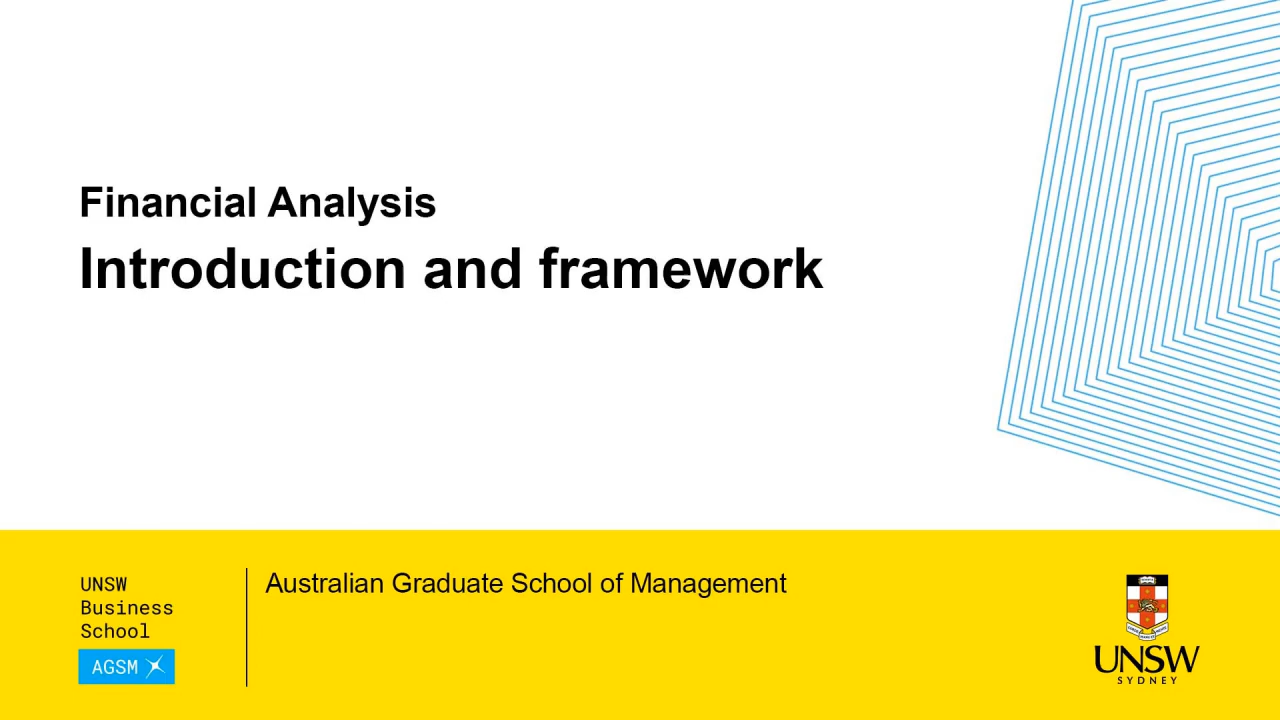 Financial Analysis
Introduction and framework
UNSW
Business
School
AGSM
Australian Graduate School of Management
UNSW
SYDNEY